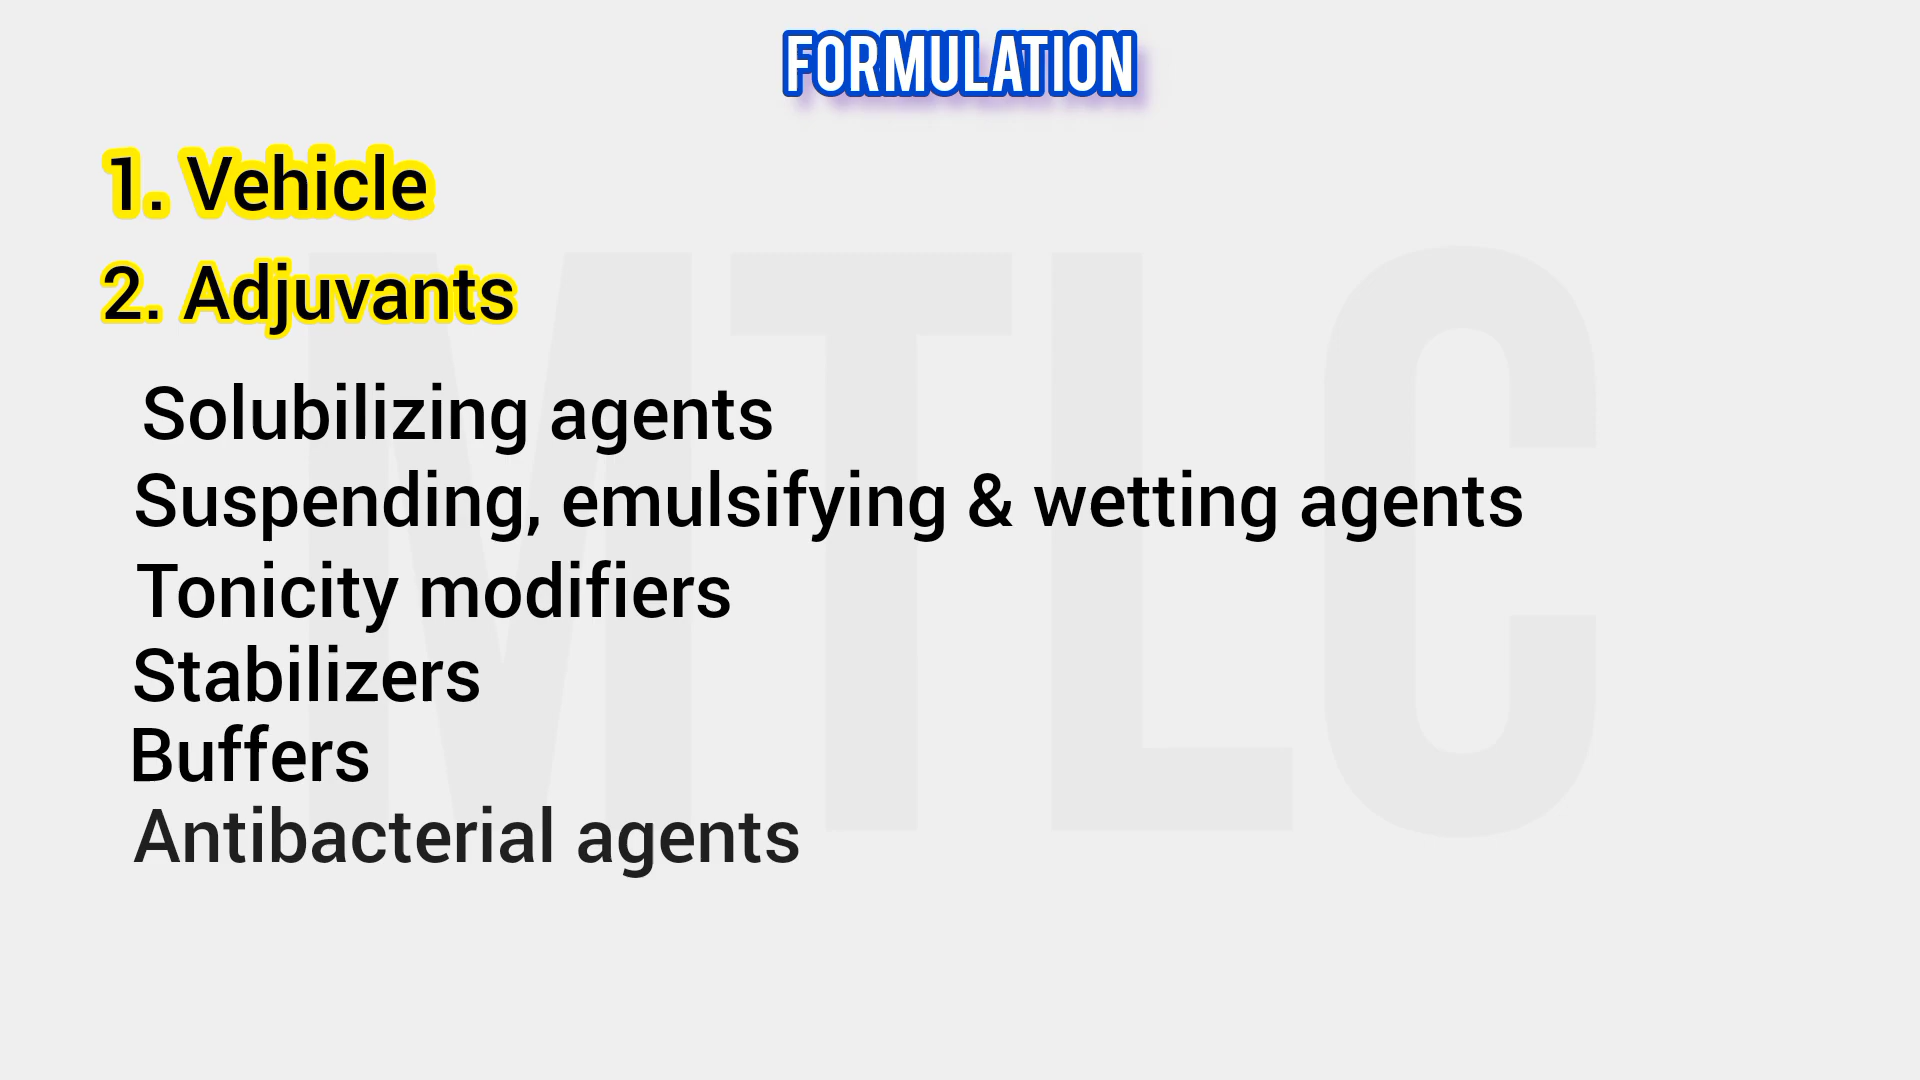 FORMULATION
1. Vehicle
2. Adjuvants
Solubilizing agents
Suspending, emulsifying & wetting agents
Tonicity modifiers
Stabilizers
Buffers
Antibacterial agents
MTLC